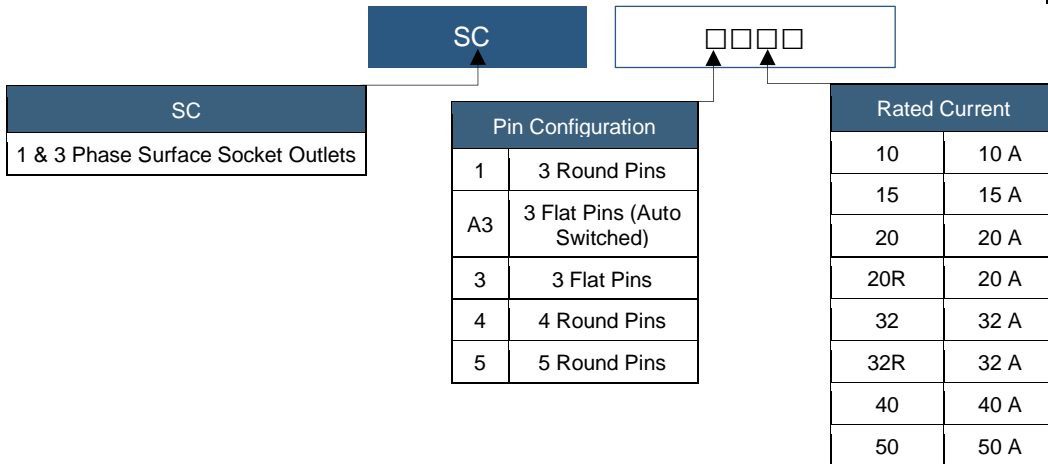 SC
□□□□
SC
1 & 3 Phase Surface Socket Outlets
Pin Configuration
1 3 Round Pins
A3 3 Flat Pins (Auto
Switched)
3 3 Flat Pins
4 4 Round Pins
5 5 Round Pins
Rated Current
10 10 A
15 15 A
20 20 A
20R 20 A
32 32 A
32R 32 A
40 40 A
50 50 A